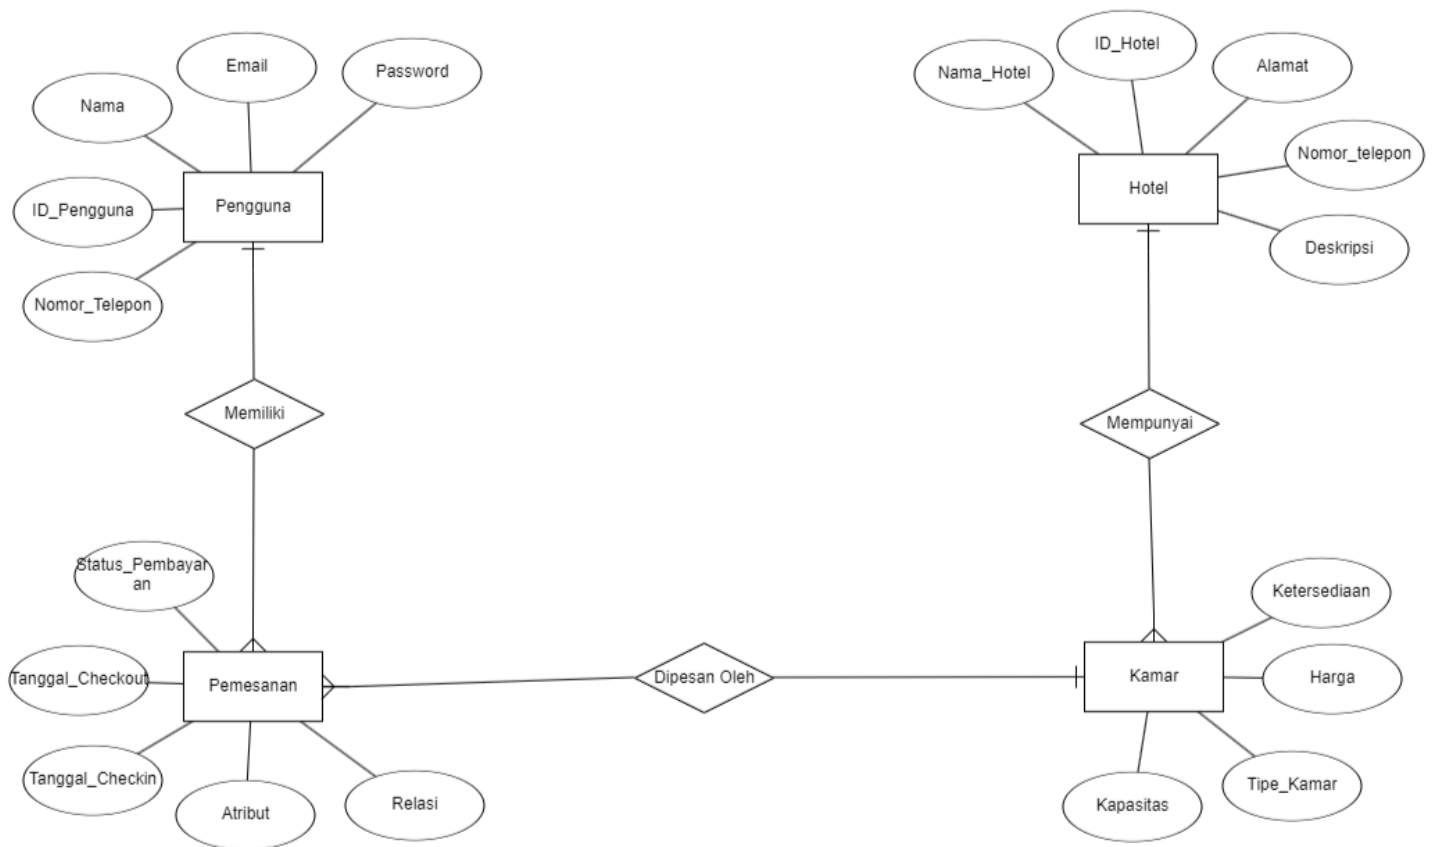 Email
Password
Nama
ID_Pengguna
Pengguna
Nomor_Telepon
ID_Hotel
Nama_Hotel
Alamat
Nomor_telepon
Hotel
Deskripsi
Memiliki
Mempunyai
Status_Pembayar
an
Tanggal_Checkout
Pemesanan
Tanggal_Checkin
Atribut
Relasi
Dipesan Oleh
Ketersediaan
Kamar
Harga
Tipe_Kamar
Kapasitas